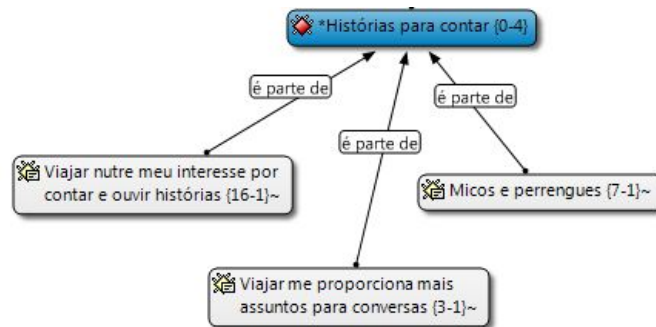 *Histórias para contar {0-4}
é parte de
é parte de
é parte de
Viajar nutre meu interesse por
contar e ouvir histórias {16-1}~
Micos e perrengues {7-1}~
Viajar me proporciona mais
assuntos para conversas {3-1}~